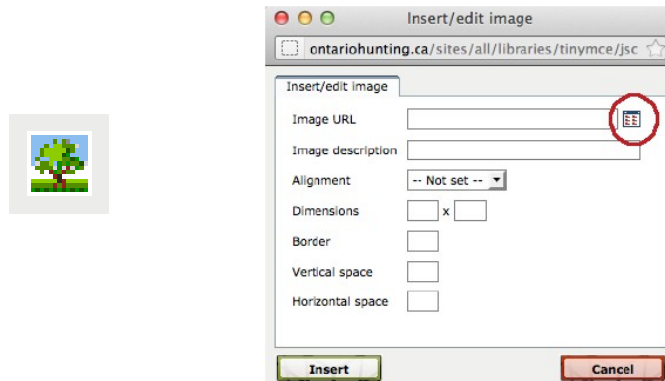 Insert/edit image
ontariohunting.ca/sites/all/libraries/tinymce/jsc
Insert/edit image
Image URL
Image description
Alignment -- Not set --
Dimensions x
Border
Vertical space
Horizontal space
Insert Cancel